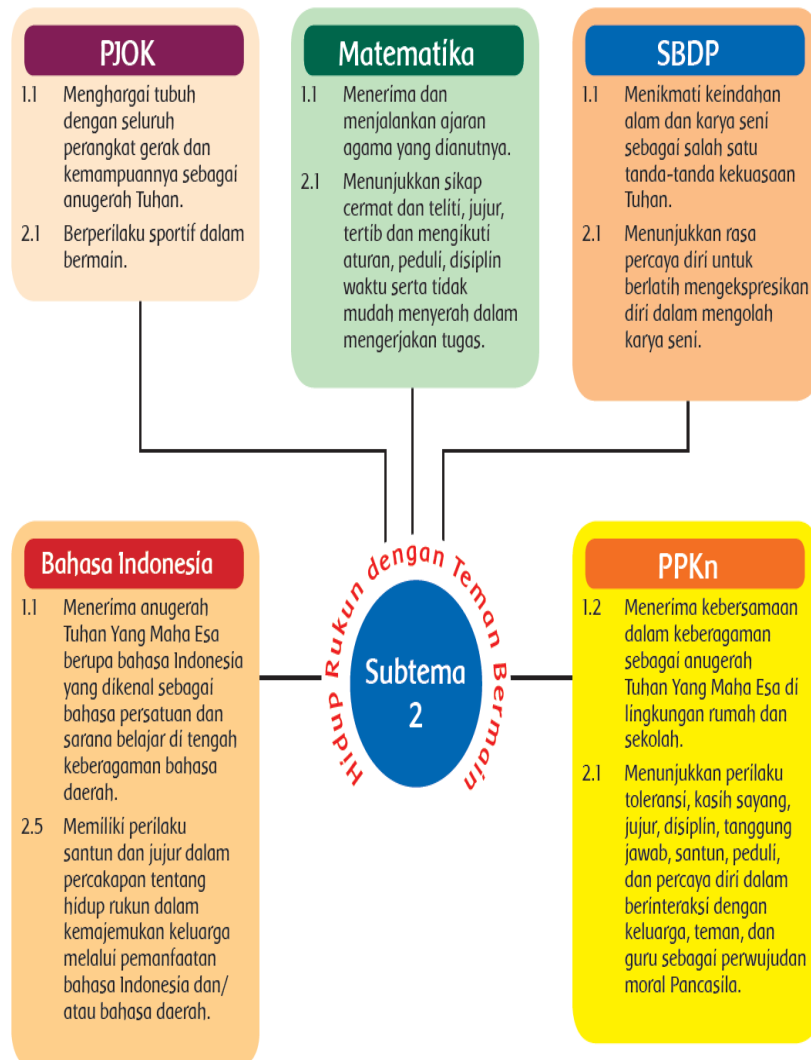 PJOK
1.1 Menghargai tubuh
dengan seluruh
perangkat gerak dan
kemampuannya sebagai
anugerah Tuhan.
2.1 Berperilaku sportif dalam
bermain.
Matematika
1.1 Menerima dan
menjalankan ajaran
agama yang dianutnya.
2.1 Menunjukkan sikap
cermat dan teliti, jujur,
tertib dan mengikuti
aturan, peduli, disiplin
waktu serta tidak
mudah menyerah dalam
mengerjakan tugas.
SBDP
1.1 Menikmati keindahan
alam dan karya seni
sebagai salah satu
tanda-tanda kekuasaan
Tuhan.
2.1 Menunjukkan rasa
percaya diri untuk
berlatih mengekspresikan
diri dalam mengolah
karya seni.
Bahasa Indonesia
1.1 Menerima anugerah
Tuhan Yang Maha Esa
berupa bahasa Indonesia
yang dikenal sebagai
bahasa persatuan dan
sarana belajar di tengah
keberagaman bahasa
daerah.
2.5 Memiliki perilaku
santun dan jujur dalam
percakapan tentang
hidup rukun dalam
kemajemukan keluarga
melalui pemanfaatan
bahasa Indonesia dan/
atau bahasa daerah.
Hidup Rukun dengan Teman Bermain
Subtema
2
PPKn
1.2 Menerima kebersamaan
dalam keberagaman
sebagai anugerah
Tuhan Yang Maha Esa di
lingkungan rumah dan
sekolah.
2.1 Menunjukkan perilaku
toleransi, kasih sayang,
jujur, disiplin, tanggung
jawab, santun, peduli,
dan percaya diri dalam
berinteraksi dengan
keluarga, teman, dan
guru sebagai perwujudan
moral Pancasila.